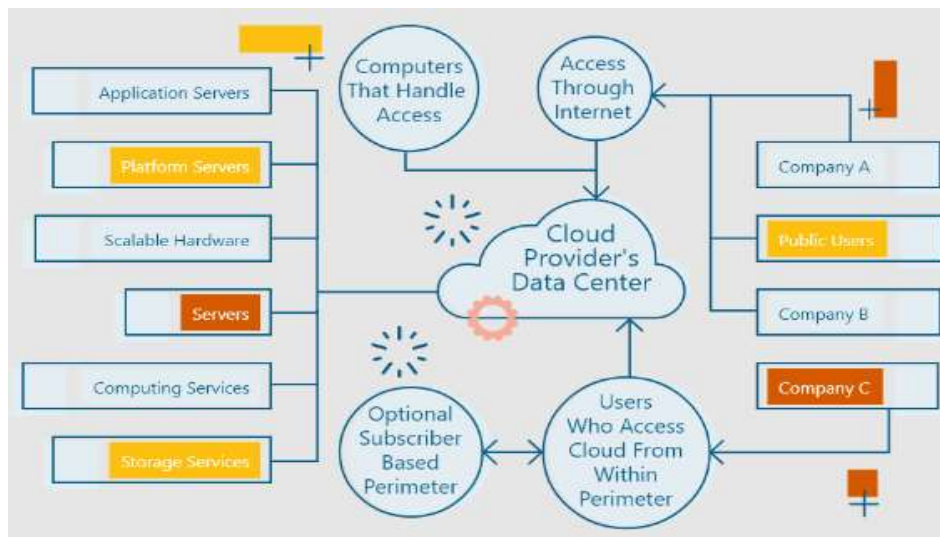 Application Servers
Platform Servers
Scalable Hardware
Servers
Computing Services
Storage Services
Computers
That Handle
Access
Access
Through
Internet
Cloud
Provider's
Data Center
Optional
Subscriber
Based
Perimeter
Users
Who Access
Cloud From
Within
Perimeter
Company A
Public Users
Company B
Company C